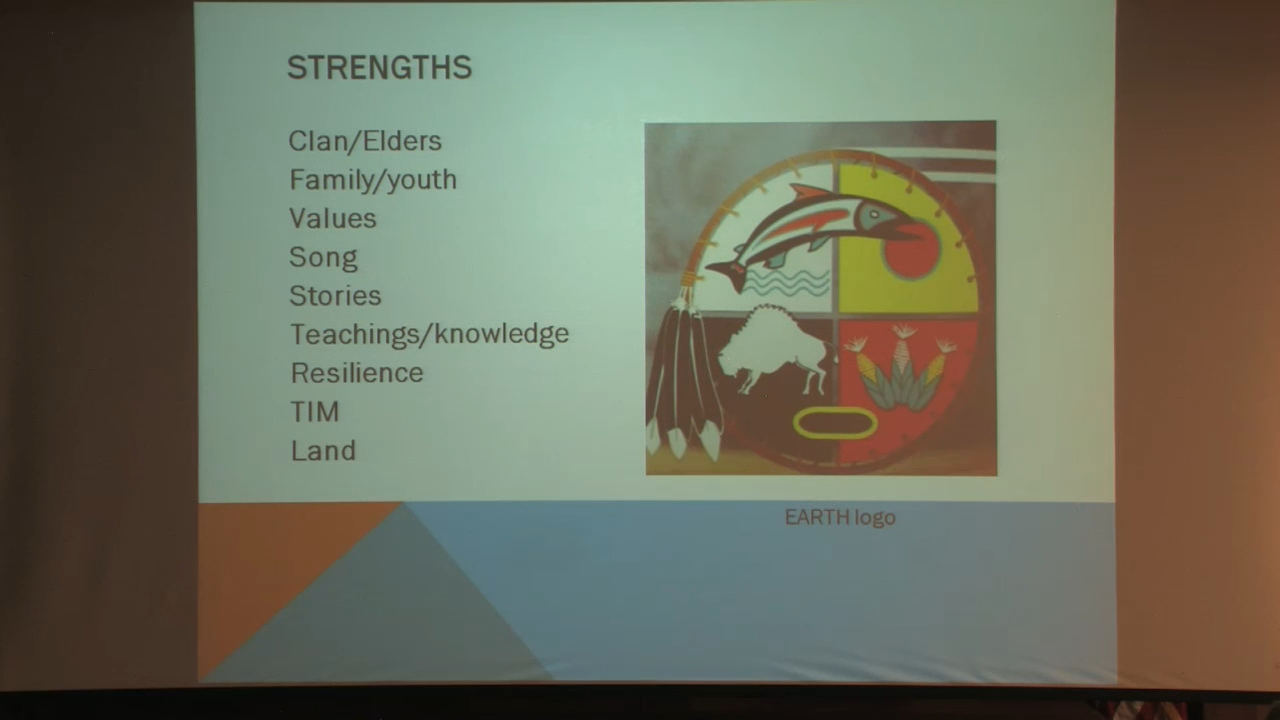 STRENGTHS
Clan/Elders
Family/youth
Values
Song
Stories
Teachings/knowledge
Resilience
TIM
Land
EARTH logo